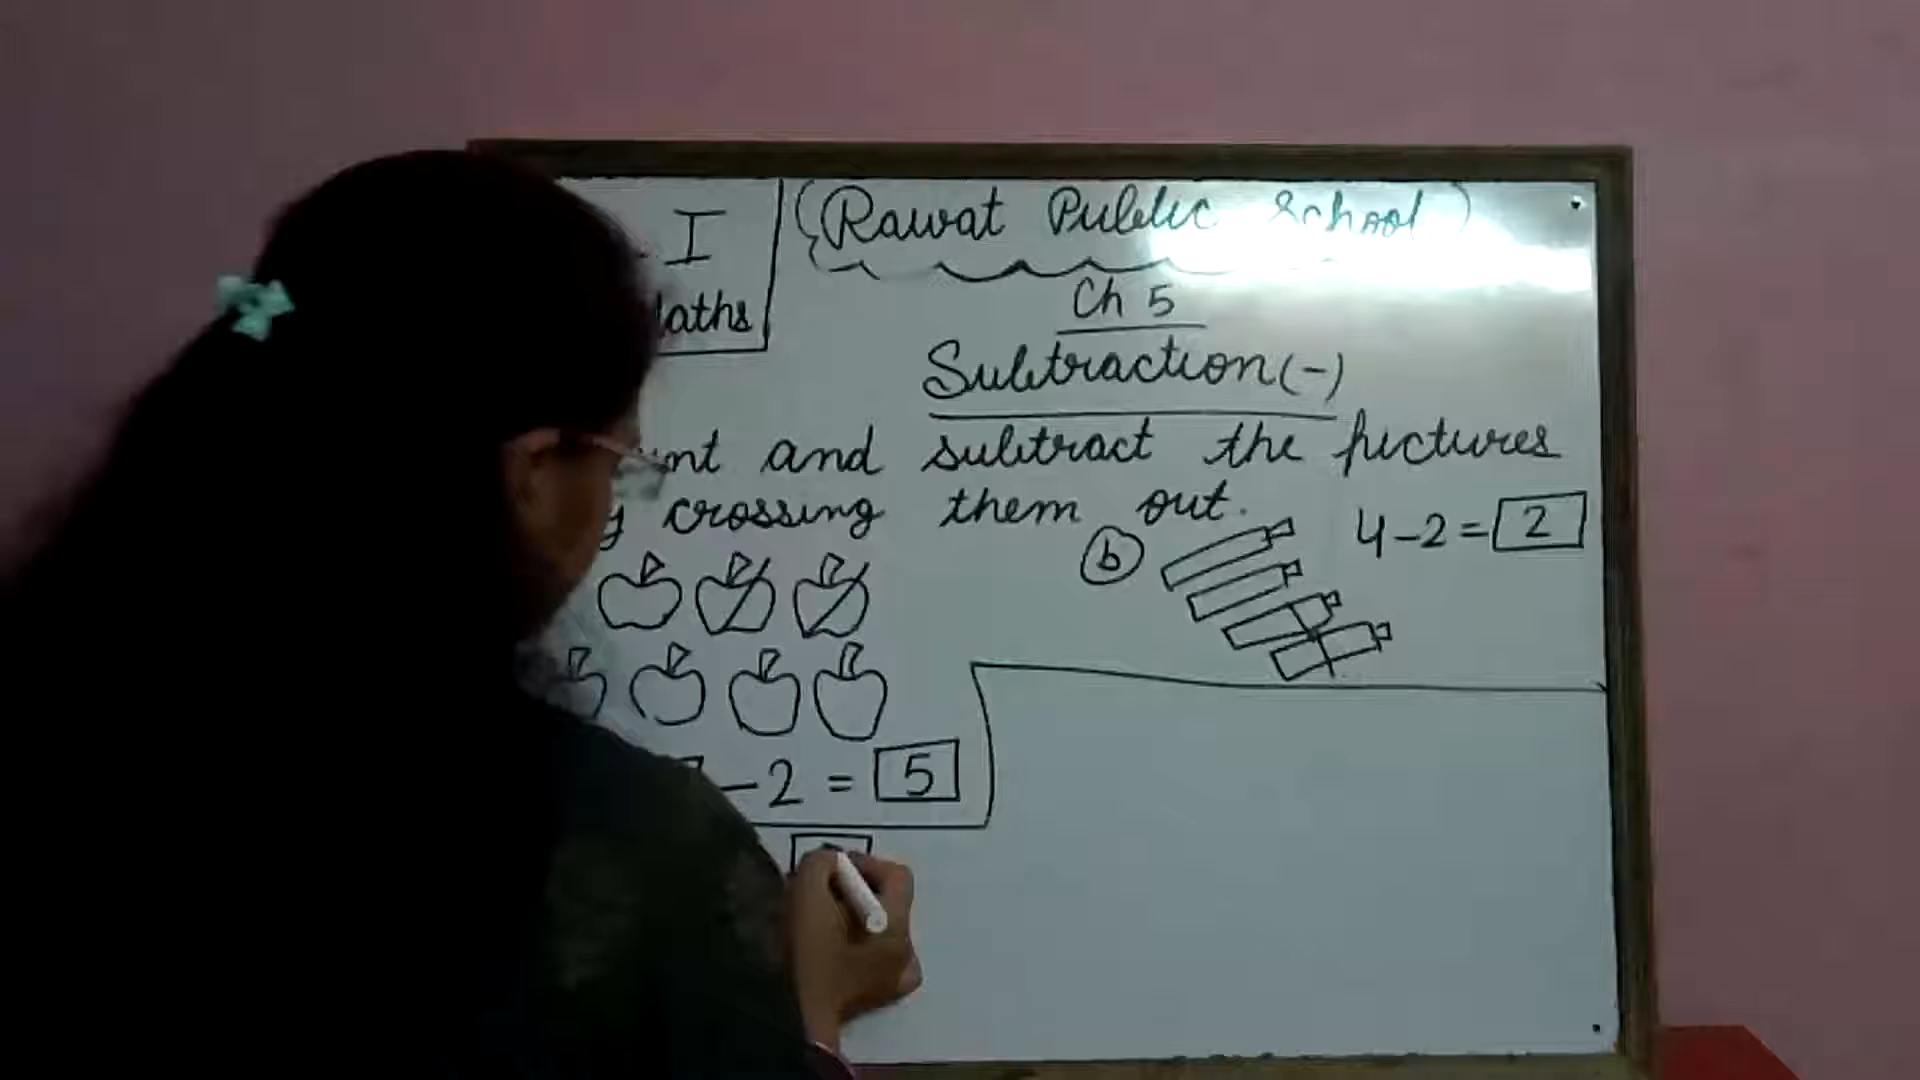 I
(Rawat Public School)
Maths
Ch 5
Subtraction (-)
and subtract the pictures
crossing them out.
b 4-2= 2
-2 = 5